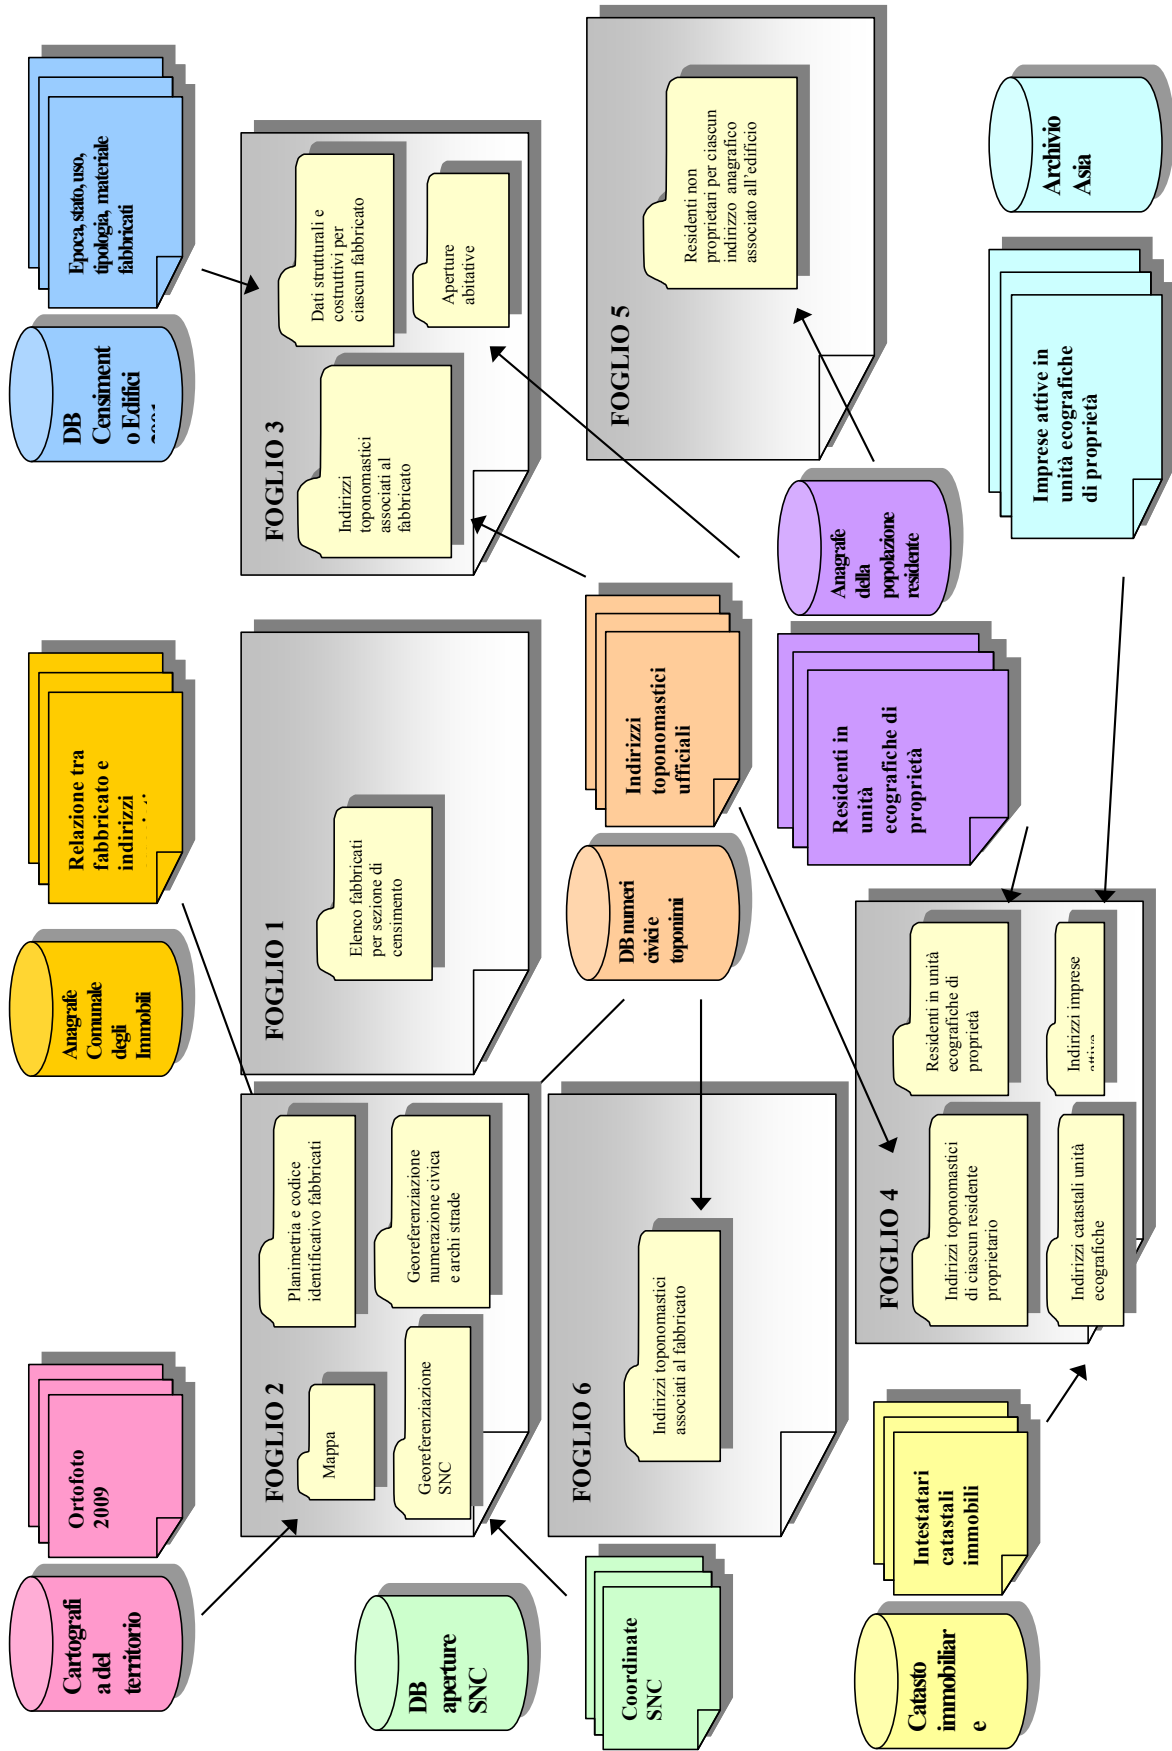 Cartografi
a del
territorio
Ortofoto
2009
Anagrafe
Comunale
degli
Immobili
Relazione tra
fabbricato e
indirizzi
DB
Censiment
o Edifici
2001
Epoca, stato, uso,
tipologia, materiale
fabbricati
FOGLIO 2
Mappa
Planimetria e codice
identificativo fabbricati
Georeferenziazione
SNC
Georeferenziazione
numerazione civica
e archi strade
FOGLIO 1
Elenco fabbricati
per sezione di
censimento
FOGLIO 3
Indirizzi
toponomastici
associati al
fabbricato
Dati strutturali e
costruttivi per
ciascun fabbricato
Aperture
abitative
DB
aperture
SNC
Coordinate
SNC
FOGLIO 6
Indirizzi toponomastici
associati al fabbricato
DB numeri
civici e
toponimi
Indirizzi
toponomastici
ufficiali
FOGLIO 5
Residenti non
proprietari per ciascun
indirizzo anagrafico
associato all'edificio
Residenti in
unità
ecografiche di
proprietà
Anagrafe
della
popolazione
residente
Catasto
immobiliar
e
Intestatari
catastali
immobili
FOGLIO 4
Indirizzi toponomastici
di ciascun residente
proprietario
Residenti in unità
ecografiche di
proprietà
Indirizzi catastali unità
ecografiche
Indirizzi imprese
attive
Imprese attive in
unità ecografiche
di proprietà
Archivio
Asia